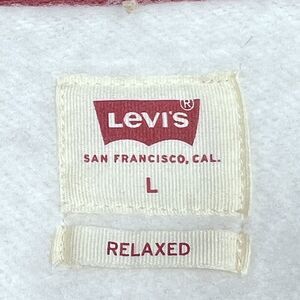 Levi's®
SAN FRANCISCO, CAL.
L
RELAXED